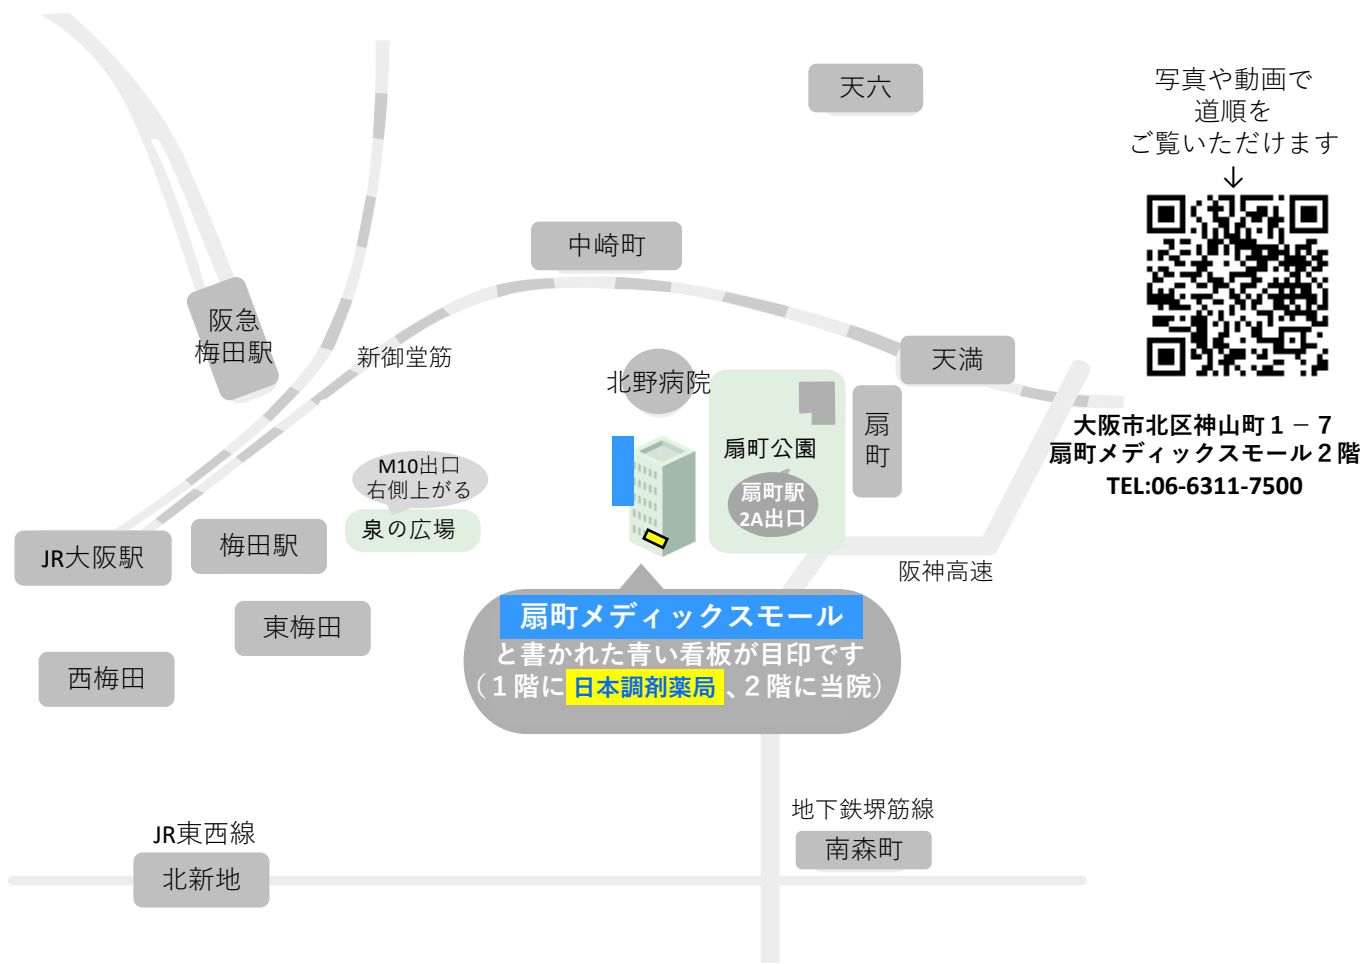 天六
写真や動画で
道順を
ご覧いただけます
↓
中崎町
阪急
梅田駅
新御堂筋
北野病院
天満
扇町公園
扇町
大阪市北区神山町１－７
扇町メディックスモール２階
TEL:06-6311-7500
M10出口
右側上がる
泉の広場
扇町駅
2A出口
JR大阪駅
梅田駅
阪神高速
東梅田
西梅田
扇町メディックスモール
と書かれた青い看板が目印です
（１階に日本調剤薬局、２階に当院）
地下鉄堺筋線
南森町
JR東西線
北新地